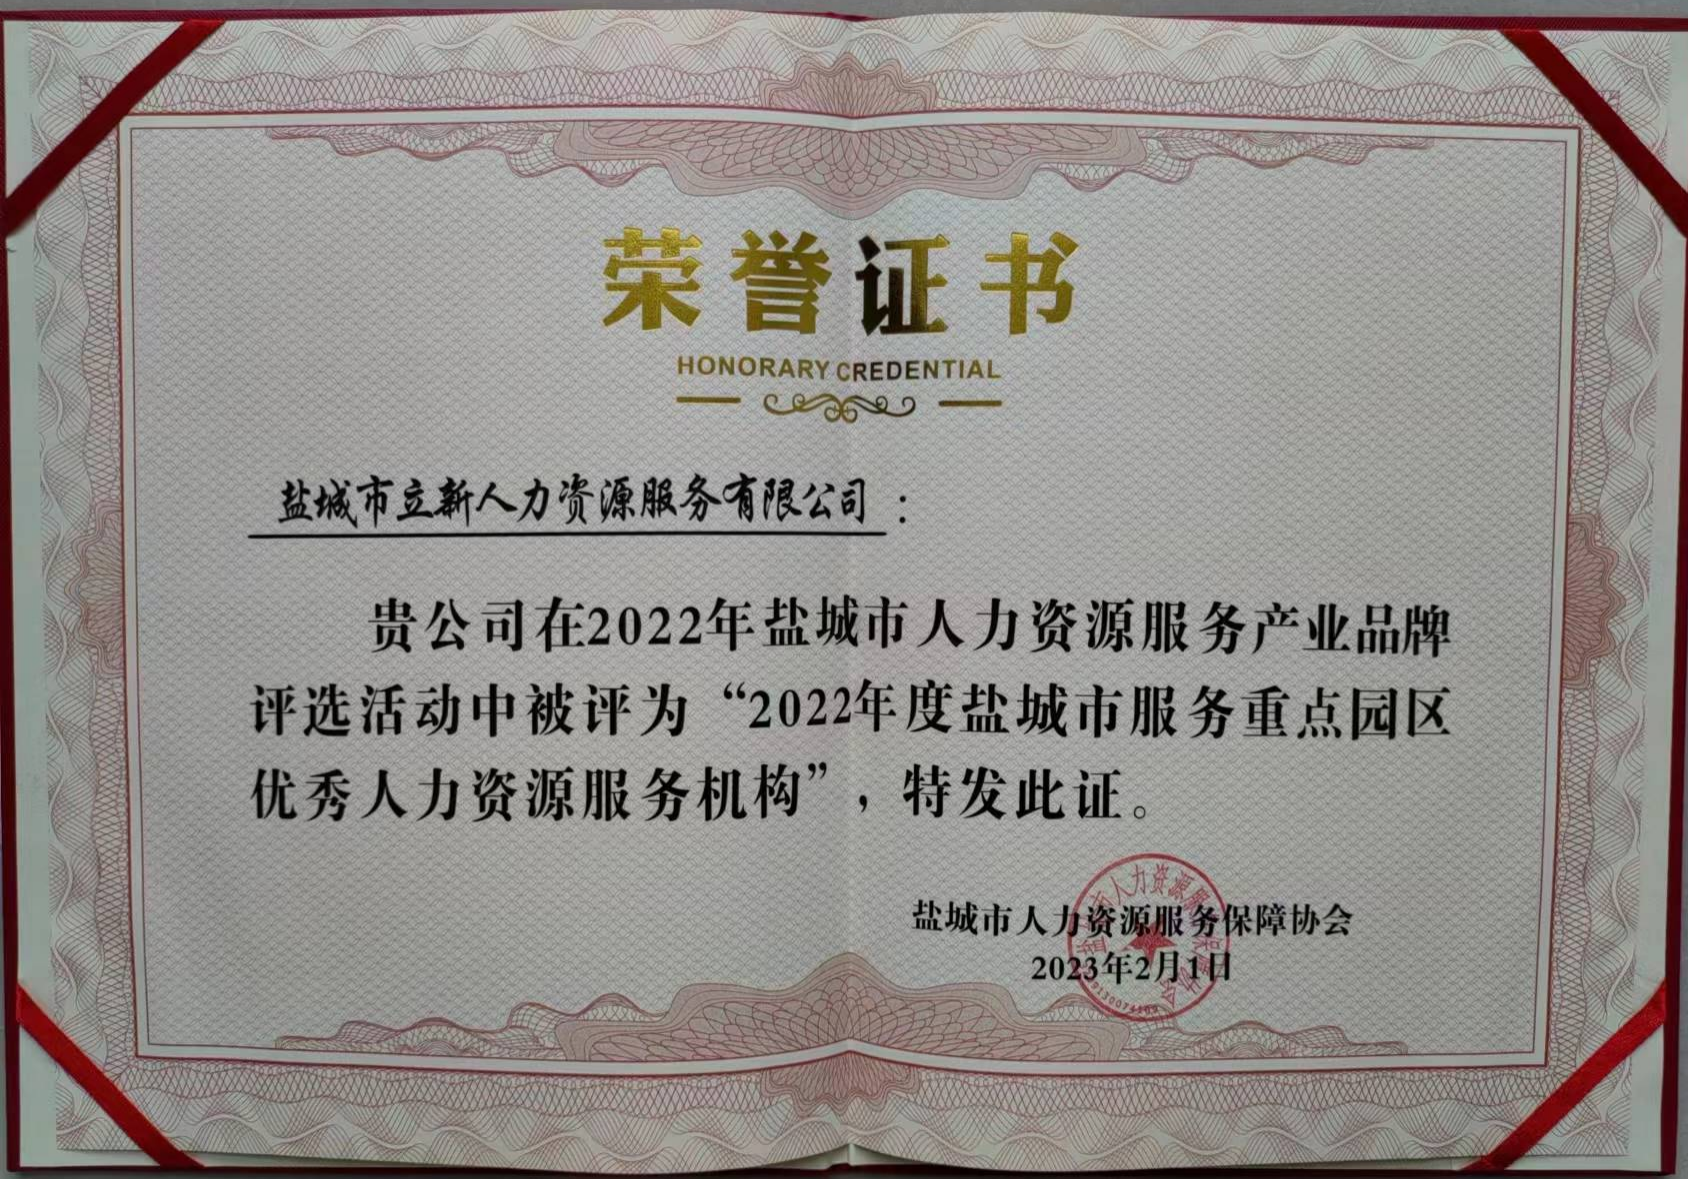 荣誉证书
HONORARY CREDENTIAL
盐城市立新人力资源服务有限公司：
贵公司在2022年盐城市人力资源服务产业品牌
评选活动中被评为“2022年度盐城市服务重点园区
优秀人力资源服务机构”，特发此证。
盐城市人力资源服务保障协会
2023年2月1日